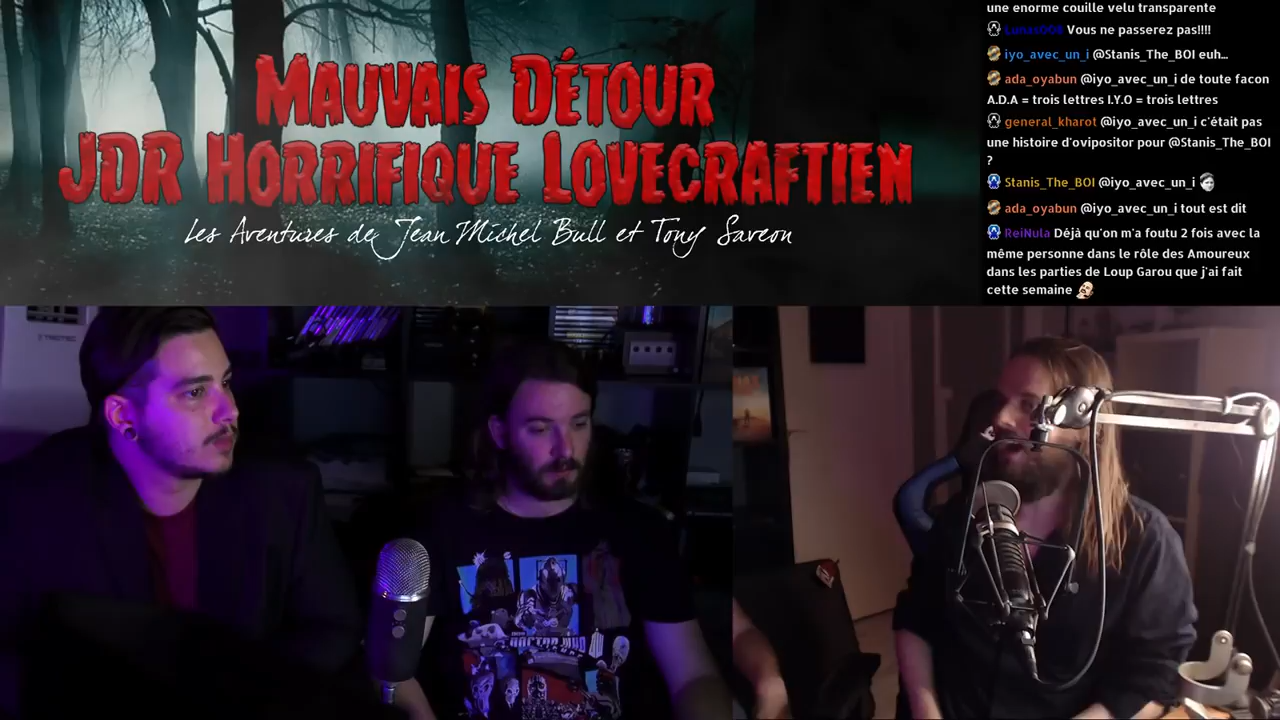 MAUVAIS DÉTOUR
JDR HORRIFIQUE LOVECRAFTIEN
Les Aventures de Jean Michel Bull et Tony Saveon
une enorme couille velu transparente
Lunas008 Vous ne passerez pas!!!!
iyo_avec_un_i @Stanis_The_BOI euh...
ada_oyabun @iyo_avec_un_i de toute facon
A.D.A = trois lettres I.Y.O = trois lettres
general_kharot @iyo_avec_un_i c'était pas
une histoire d'ovipositor pour @Stanis_The_BOI
?
Stanis_The_BOI @iyo_avec_un_i
ada_oyabun @iyo_avec_un_i tout est dit
ReiNula Déjà qu'on m'a foutu 2 fois avec la
même personne dans le rôle des Amoureux
dans les parties de Loup Garou que j'ai fait
cette semaine
DOCTOR WHO